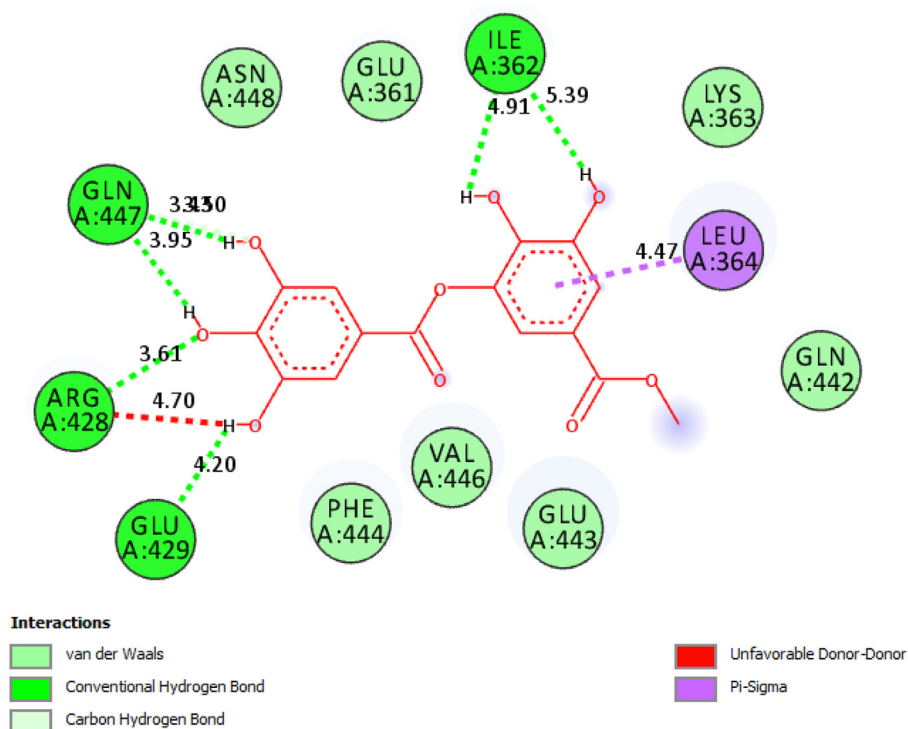 ILE
A:362
ASN
A:448
GLU
A:361
LYS
A:363
4.91
5.39
GLN
A:447
3.95
LEU
A:364
4.47
H
O
H
O
H
O
H
O
O
O
O
O
H
O
3.61
4.70
4.20
ARG
A:428
GLN
A:442
VAL
A:446
PHE
A:444
GLU
A:443
GLU
A:429
Interactions
van der Waals
Conventional Hydrogen Bond
Carbon Hydrogen Bond
Unfavorable Donor-Donor
Pi-Sigma